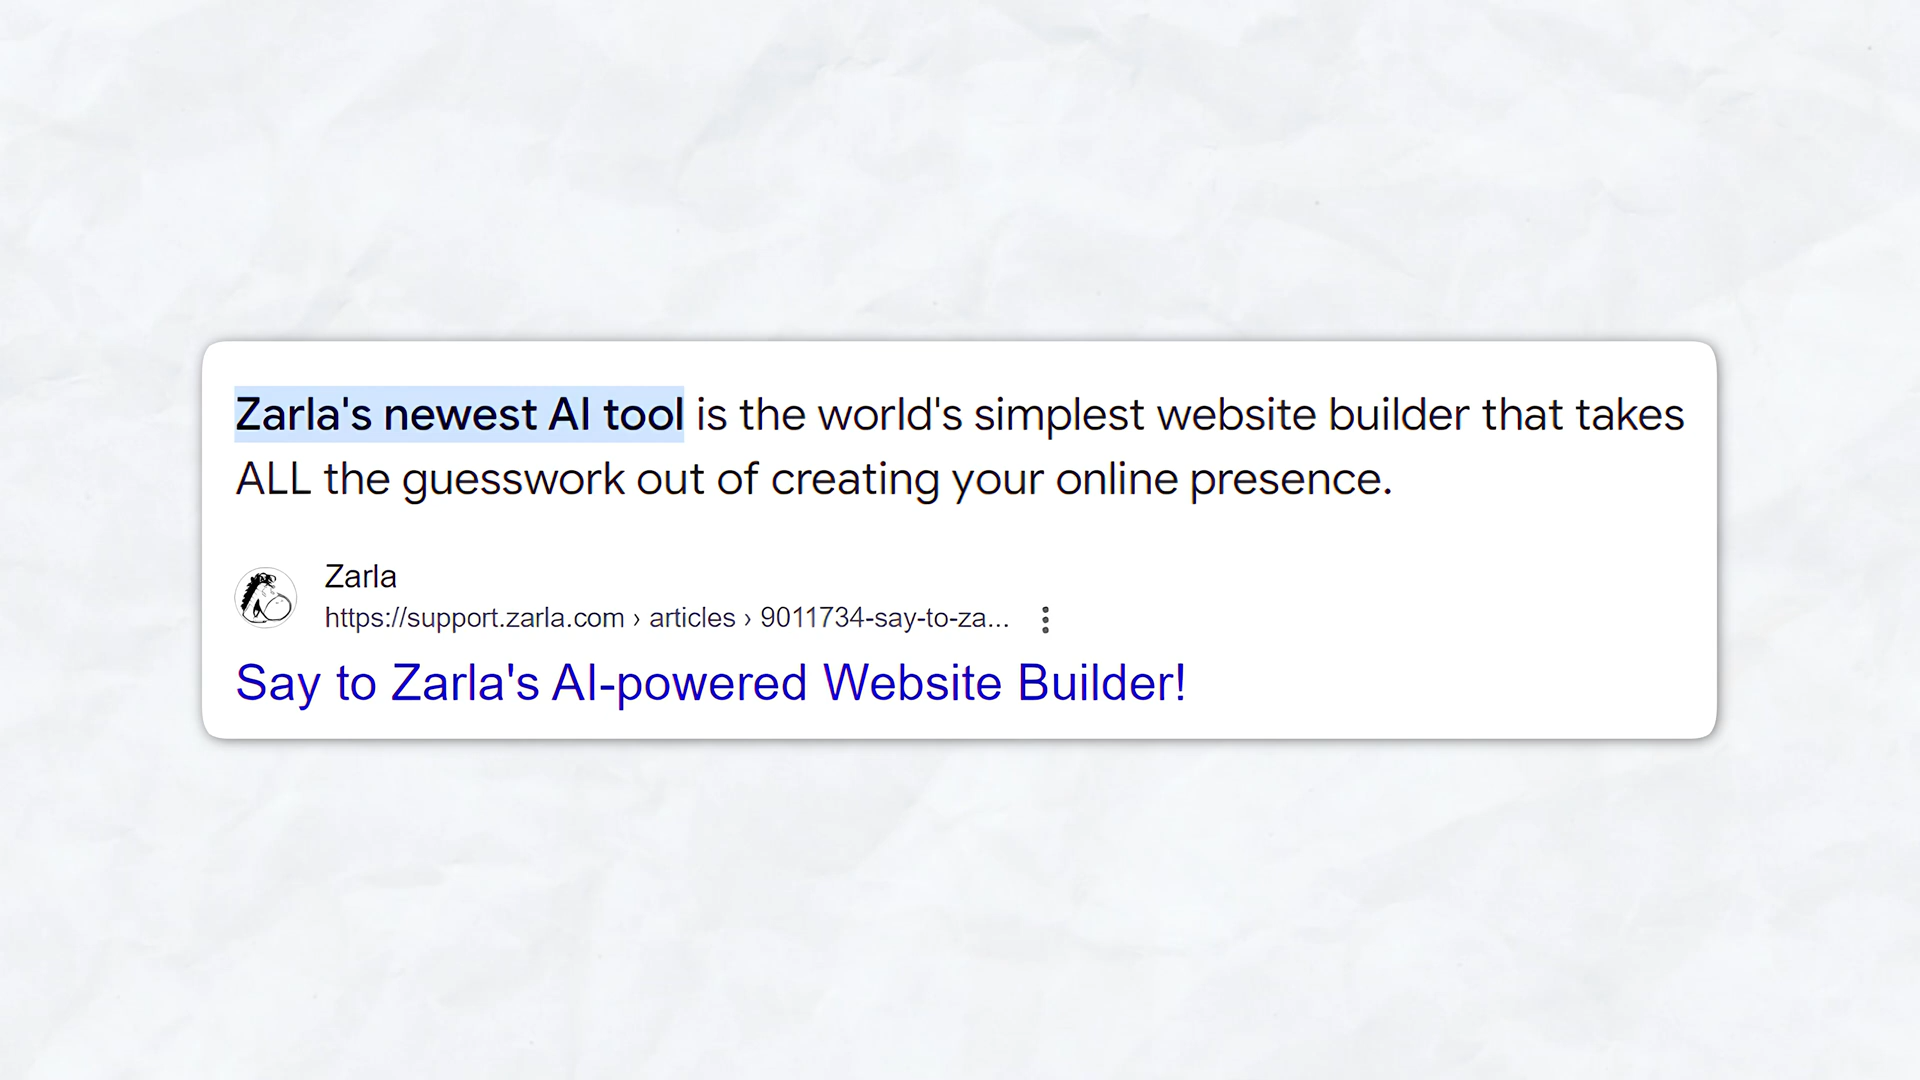 Zarla's newest AI tool is the world's simplest website builder that takes
ALL the guesswork out of creating your online presence.
Zarla
https://support.zarla.com › articles › 9011734-say-to-za...
Say to Zarla's AI-powered Website Builder!